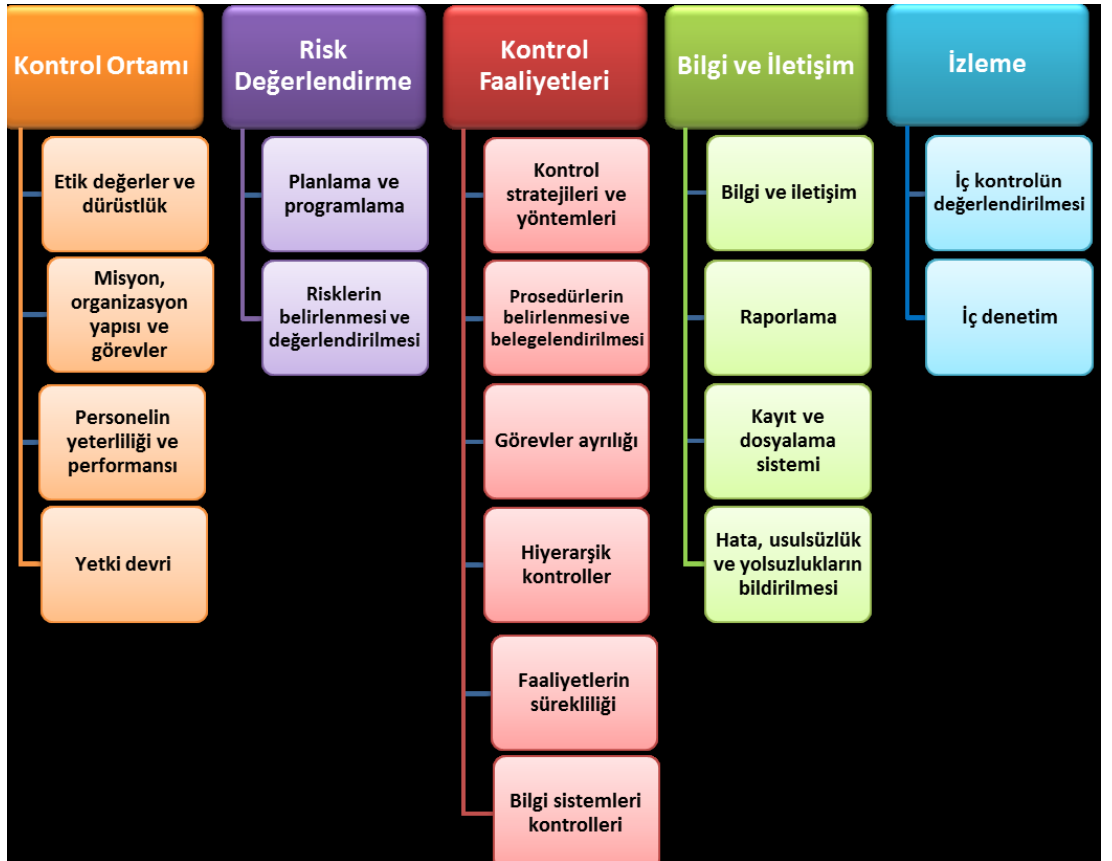 Kontrol Ortamı
Etik değerler ve
dürüstlük
Misyon,
organizasyon
yapısı ve
görevler
Personelin
yeterliliği ve
performansı
Yetki devri
Risk
Değerlendirme
Planlama ve
programlama
Risklerin
belirlenmesi ve
değerlendirilmesi
Kontrol
Faaliyetleri
Kontrol
stratejileri ve
yöntemleri
Prosedürlerin
belirlenmesi ve
belegelendirilmesi
Görevler ayrılığı
Hiyerarşik
kontroller
Faaliyetlerin
sürekliliği
Bilgi sistemleri
kontrolleri
Bilgi ve İletişim
Bilgi ve iletişim
Raporlama
Kayıt ve
dosyalama
sistemi
Hata, usulsüzlük
ve yolsuzlukların
bildirilmesi
İzleme
İç kontrolün
değerlendirilmesi
İç denetim